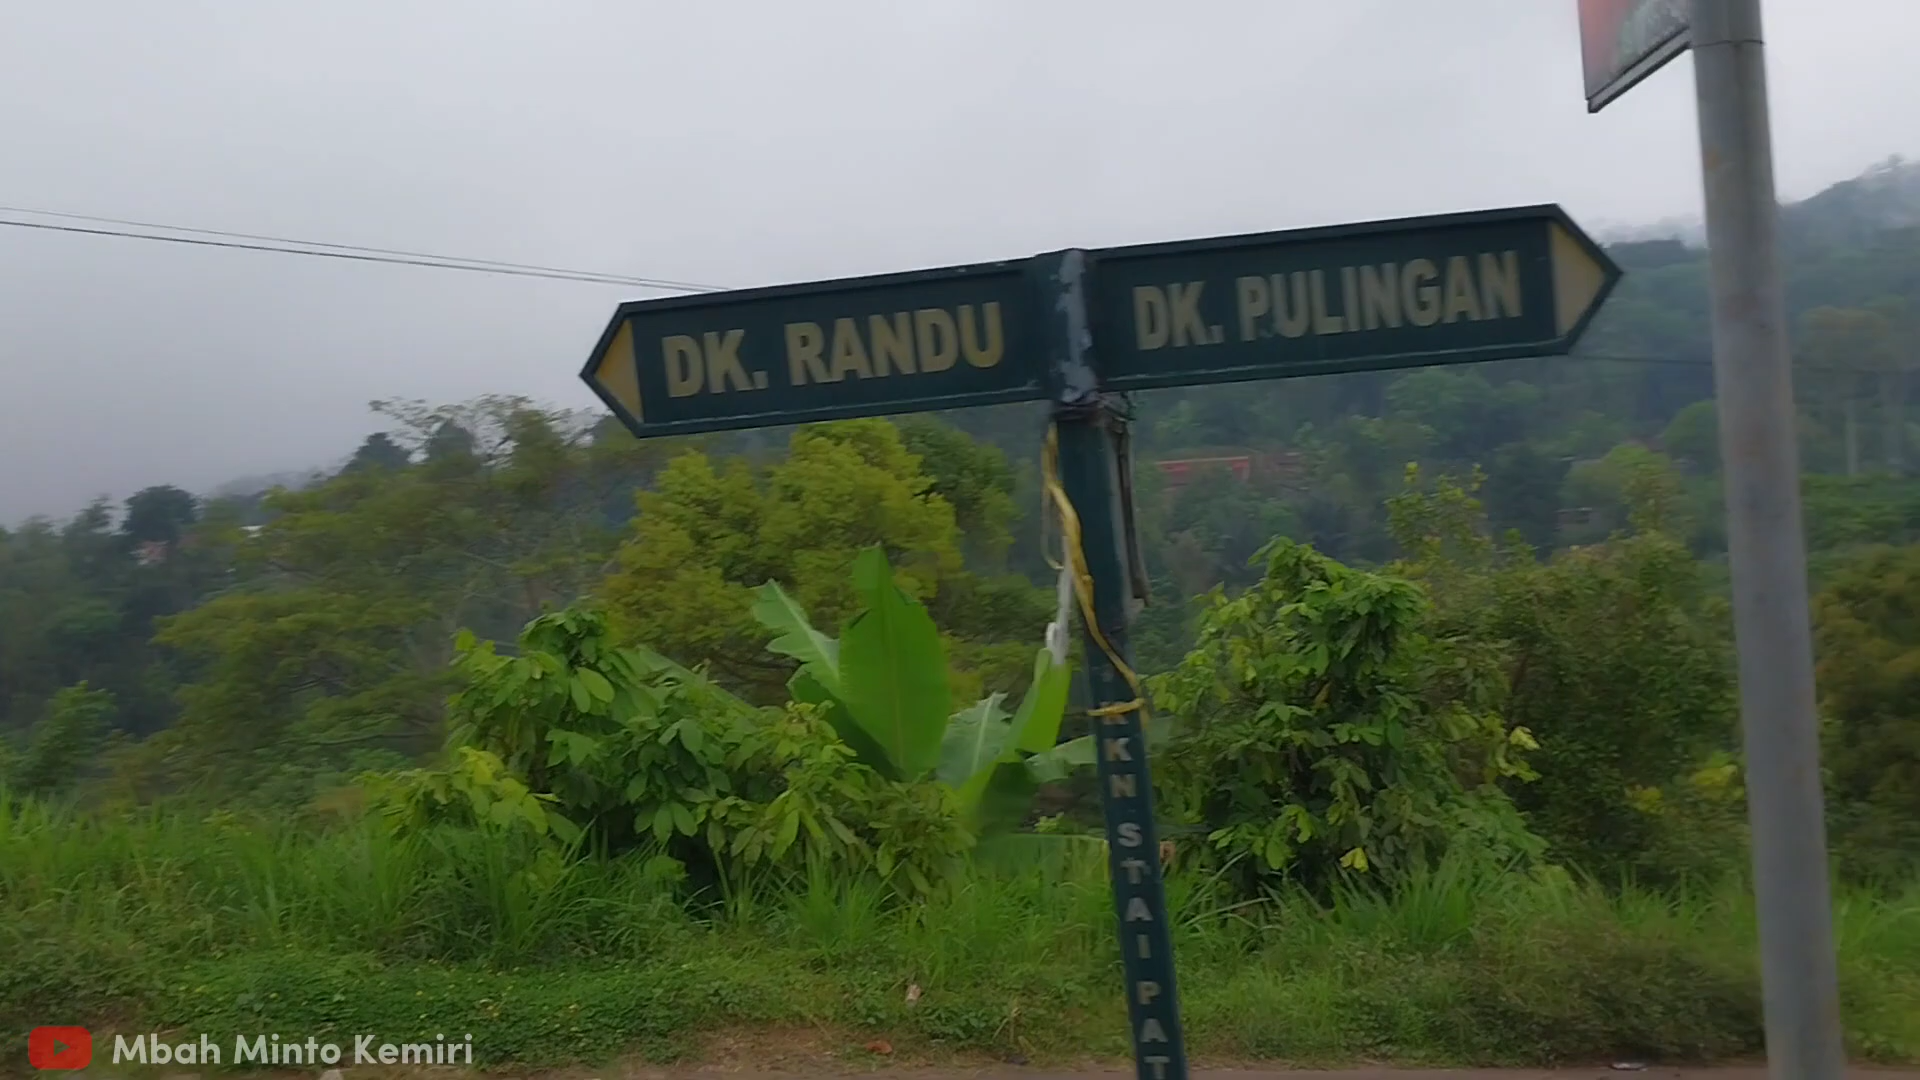 DK. RANDU
DK. PULINGAN
KKN STAI PAT
Mbah Minto Kemiri